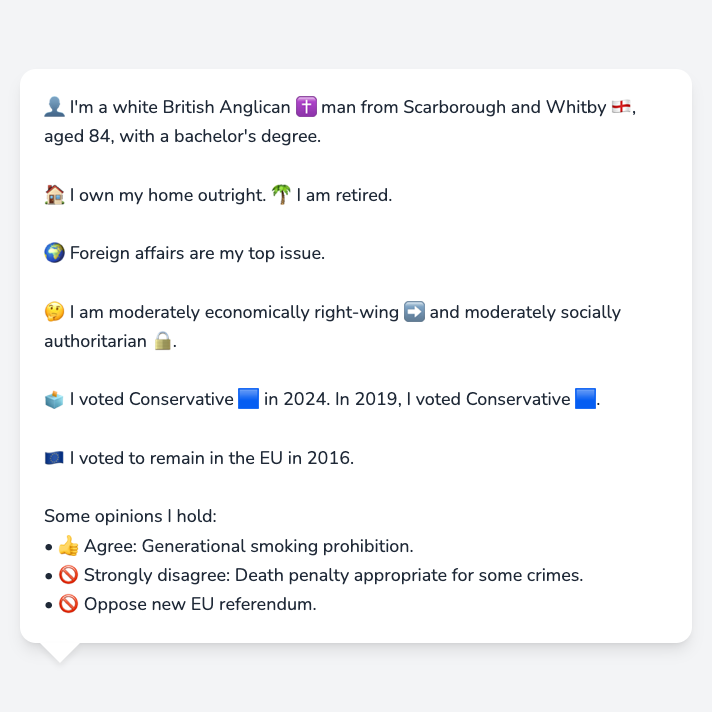 👤 I'm a white British Anglican ✝️ man from Scarborough and Whitby 🏴󠁧󠁢󠁥󠁮󠁧󠁿,
aged 84, with a bachelor's degree.
🏠 I own my home outright. 🌴 I am retired.
🌍 Foreign affairs are my top issue.
🤔 I am moderately economically right-wing ➡️ and moderately socially
authoritarian 🔒.
🗳️ I voted Conservative 🟦 in 2024. In 2019, I voted Conservative 🟦.
🇪🇺 I voted to remain in the EU in 2016.
Some opinions I hold:
• 👍 Agree: Generational smoking prohibition.
• 🚫 Strongly disagree: Death penalty appropriate for some crimes.
• 🚫 Oppose new EU referendum.